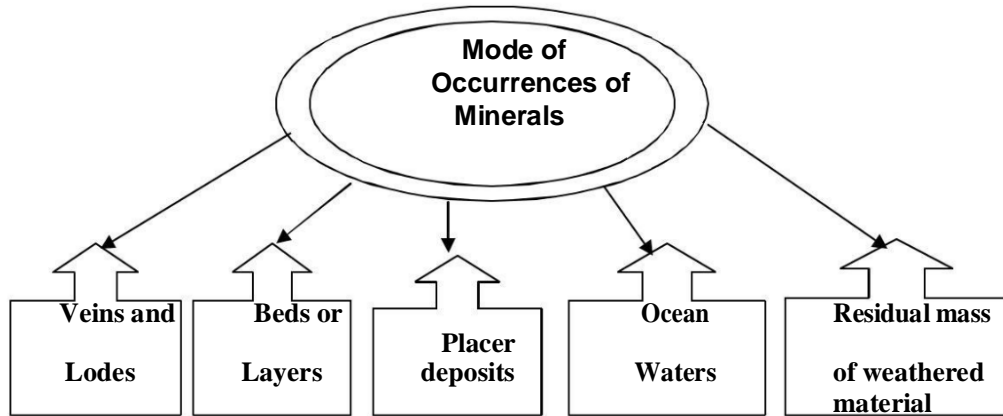 Mode of
Occurrences of
Minerals
Veins and
Lodes
Beds or
Layers
Placer
deposits
Ocean
Waters
Residual mass
of weathered
material